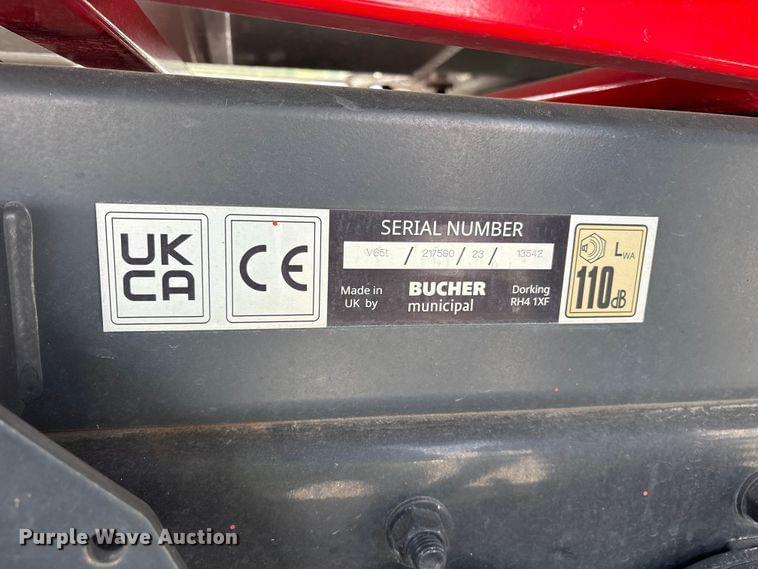 UK
CA
CE
SERIAL NUMBER
V65t / 217590 / 23 / 13542
Made in
UK by
BUCHER
municipal
Dorking
RH4 1XF
LWA
110dB
Purple Wave Auction